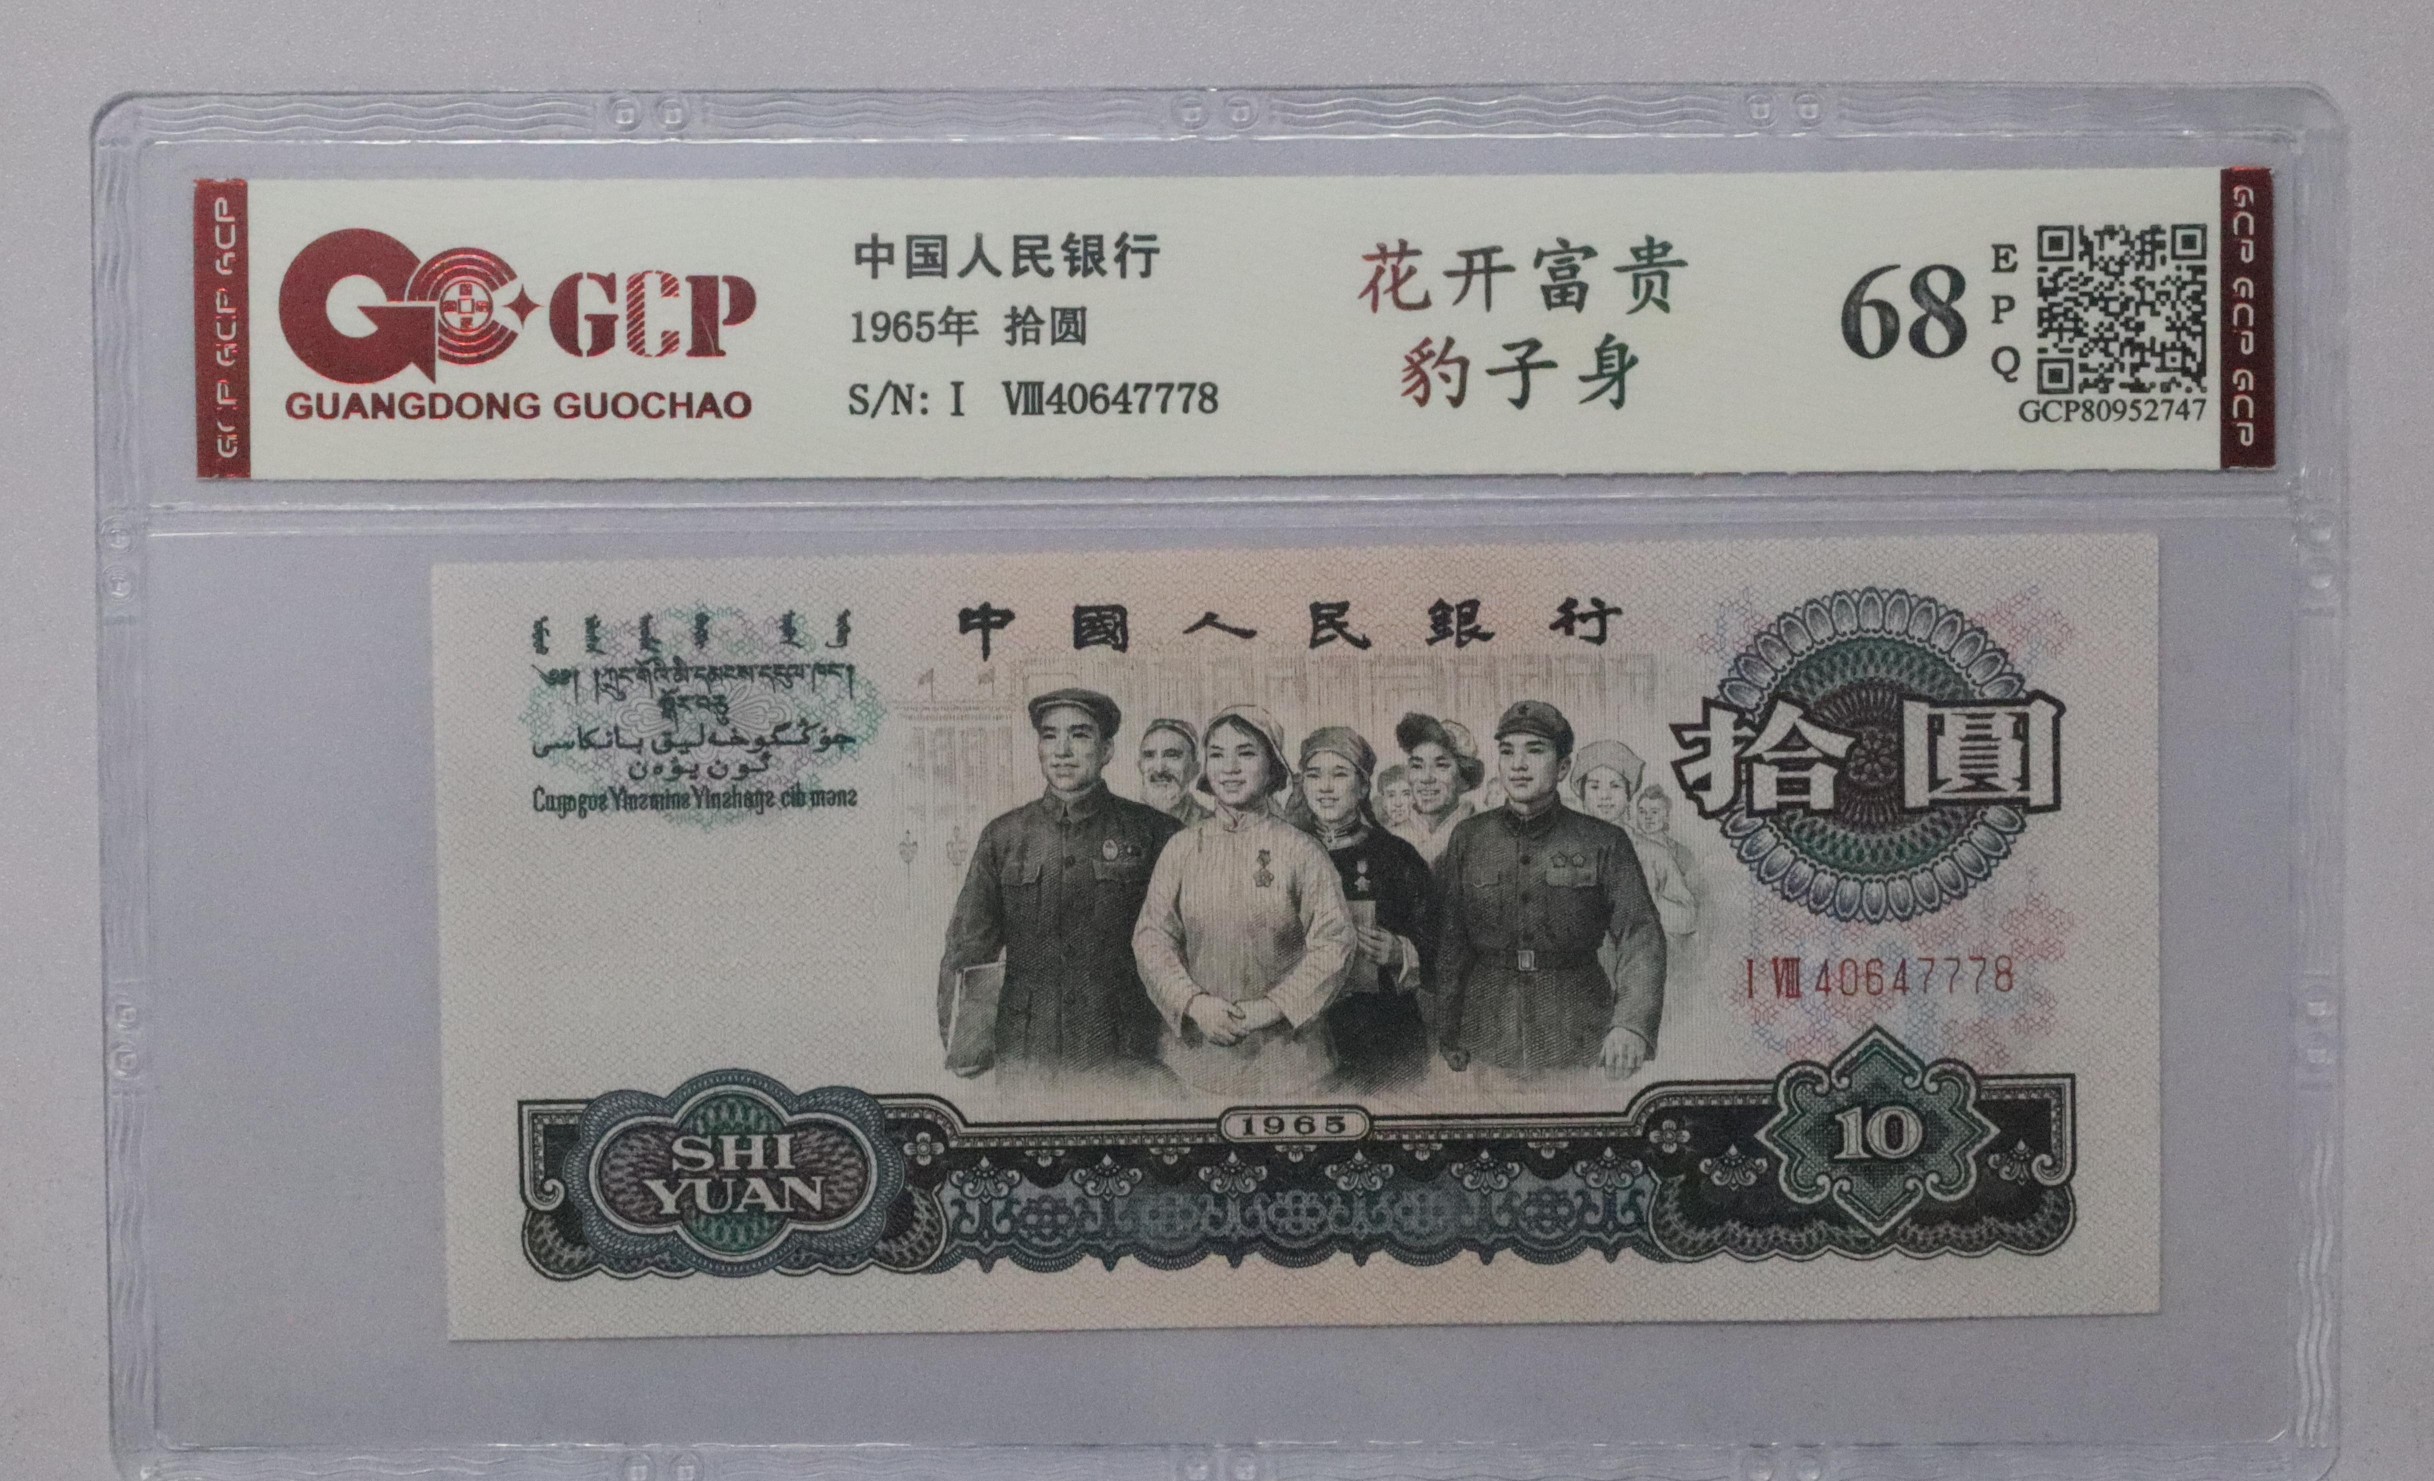 GCP GCP GCP
GCP
GUANGDONG GUOCHAO
中国人民银行
1965年 拾圆
S/N: Ⅰ Ⅷ40647778
花开富贵
豹子身
68
EPQ
GCP80952747
GCP GCP GCP
中國人民銀行
拾圓
ⅠⅧ40647778
1965
SHI
YUAN
10